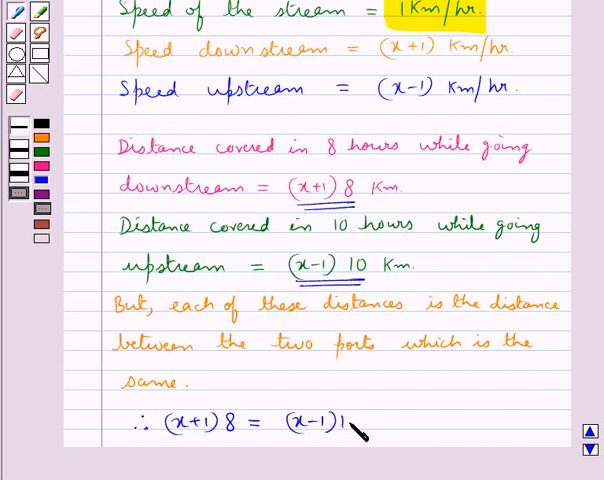 Speed of the stream = 1 Km/hr.
Speed downstream = (x+1) Km/hr.
Speed upstream = (x-1) Km/hr.
Distance covered in 8 hours while going
downstream = (x+1) 8 Km.
Distance covered in 10 hours while going
upstream = (x-1) 10 Km.
But, each of these distances is the distance
between the two ports which is the
same.
∴ (x+1) 8 = (x-1) 1